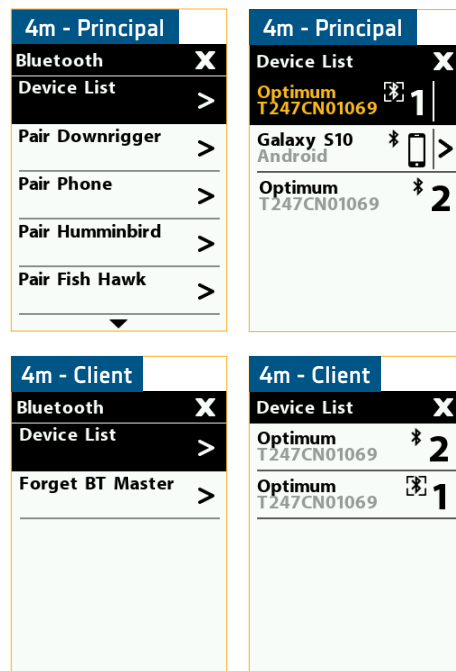 4m - Principal
Bluetooth X
Device List >
Pair Downrigger >
Pair Phone >
Pair Humminbird >
Pair Fish Hawk >
4m - Principal
Device List X
Optimum 1
T247CN01069
Galaxy S10 >
Android
Optimum 2
T247CN01069
4m - Client
Bluetooth X
Device List >
Forget BT Master >
4m - Client
Device List X
Optimum 2
T247CN01069
Optimum 1
T247CN01069